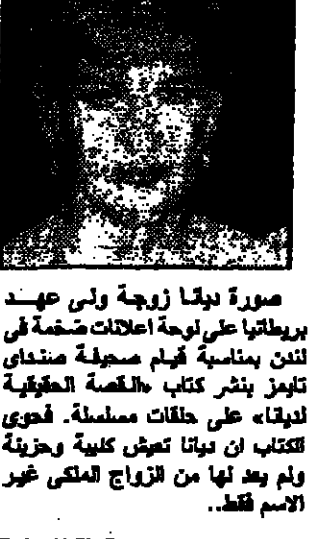 صورة ديانا زوجة ولى عهد
بريطانيا على لوحة اعلانات ضخمة فى
لندن بمناسبة قيام صحيفة صنداى
تايمز بنشر كتاب «القصة الحقيقية
لديانا» على حلقات مسلسلة. فحوى
الكتاب ان ديانا تعيش كئيبة وحزينة
ولم يعد لها من الزواج الملكى غير
الاسم فقط..